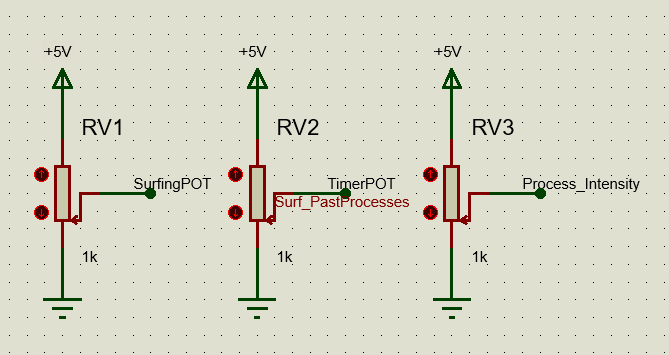 +5V +5V +5V
RV1 RV2 RV3
SurfingPOT TimerPOT Process_Intensity
Surf_PastProcesses
1k 1k 1k